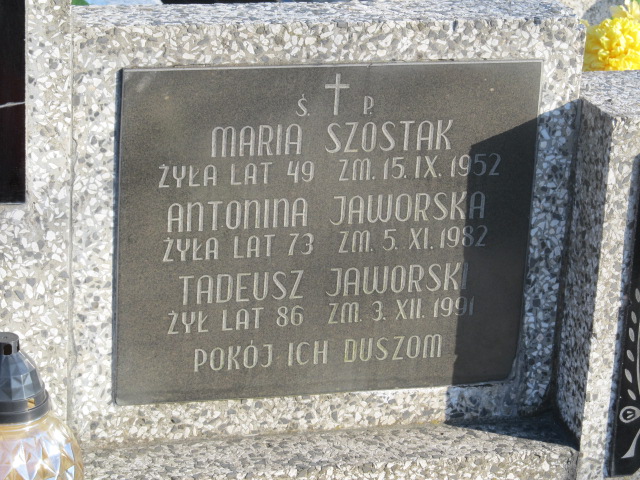 Ś. P.
MARIA SZOSTAK
ŻYŁA LAT 49 ZM. 15. IX. 1952
ANTONINA JAWORSKA
ŻYŁA LAT 73 ZM. 5. XI. 1982
TADEUSZ JAWORSKI
ŻYŁ LAT 86 ZM. 3. XII. 1991
POKÓJ ICH DUSZOM